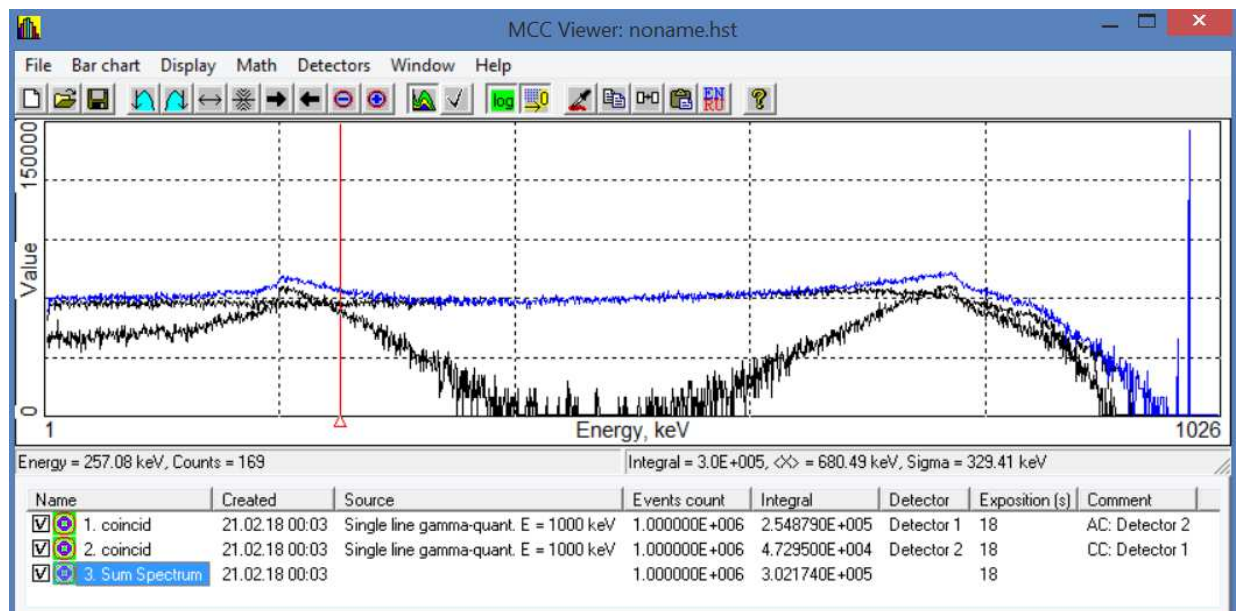 MCC Viewer: noname.hst
File Bar chart Display Math Detectors Window Help
log 0 EN RU ?
150000
Value
0
1 Energy, keV 1026
Energy = 257.08 keV, Counts = 169 Integral = 3.0E+005, <X> = 680.49 keV, Sigma = 329.41 keV
Name Created Source Events count Integral Detector Exposition (s) Comment
1. coincid 21.02.18 00:03 Single line gamma-quant. E = 1000 keV 1.000000E+006 2.548790E+005 Detector 1 18 AC: Detector 2
2. coincid 21.02.18 00:03 Single line gamma-quant. E = 1000 keV 1.000000E+006 4.729500E+004 Detector 2 18 CC: Detector 1
3. Sum Spectrum 21.02.18 00:03 1.000000E+006 3.021740E+005 18